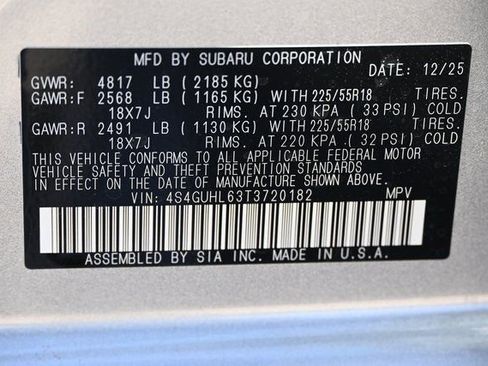 MFD BY SUBARU CORPORATION
DATE: 12/25
GVWR: 4817 LB (2185 KG)
GAWR:F 2568 LB (1165 KG) WITH 225/55R18 TIRES.
18X7J RIMS. AT 230 KPA (33 PSI) COLD
GAWR:R 2491 LB (1130 KG) WITH 225/55R18 TIRES.
18X7J RIMS. AT 220 KPA (32 PSI) COLD
THIS VEHICLE CONFORMS TO ALL APPLICABLE FEDERAL MOTOR
VEHICLE SAFETY AND THEFT PREVENTION STANDARDS
IN EFFECT ON THE DATE OF MANUFACTURE SHOWN ABOVE.
VIN: 4S4GUHL63T3720182 MPV
ASSEMBLED BY SIA INC. MADE IN U.S.A.